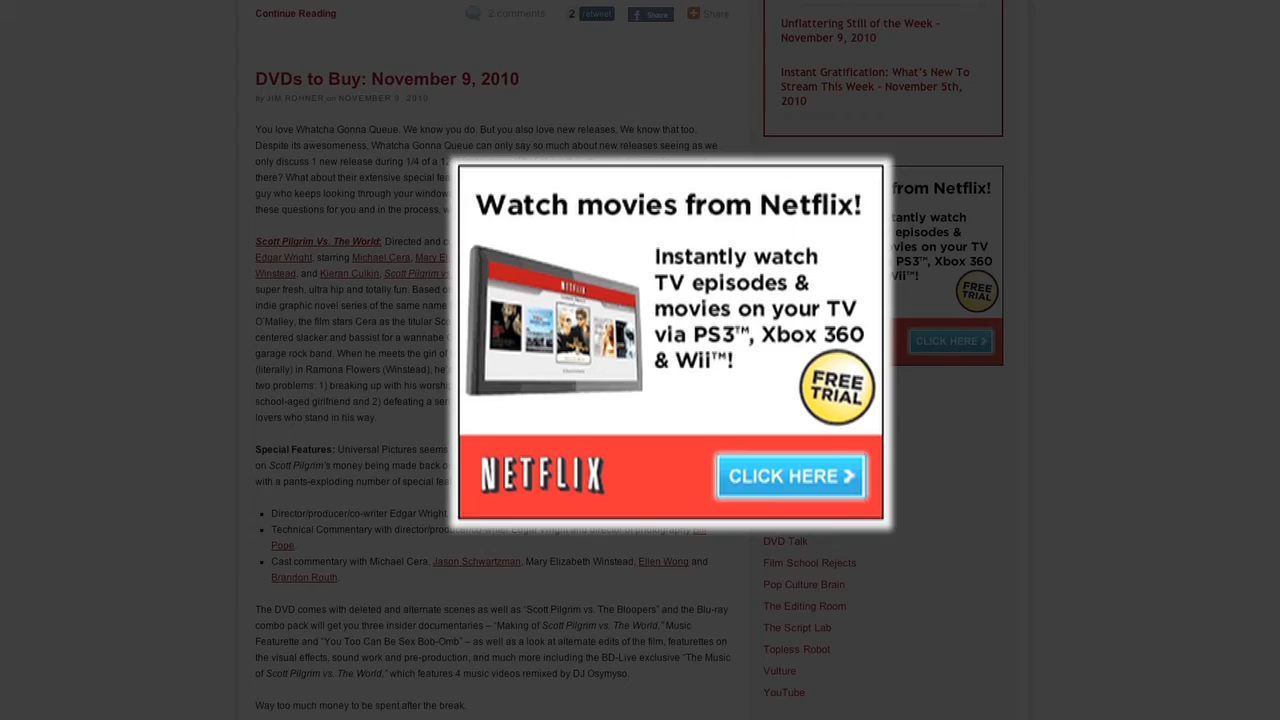 Continue Reading
2 comments
2 retweet
Share
Share
DVDs to Buy: November 9, 2010
by JIM ROHNER on NOVEMBER 9, 2010
You love Whatcha Gonna Queue. We know you do. But you also love new releases. We know that too.
Despite its awesomeness, Whatcha Gonna Queue can only say so much about new releases seeing as we
only discuss 1 new release during 1/4 of a 1
there? What about their extensive special fea
guy who keeps looking through your window
these questions for you and in the process, w
Scott Pilgrim Vs. The World: Directed and c
Edgar Wright, starring Michael Cera, Mary El
Winstead, and Kieran Culkin, Scott Pilgrim vs
super fresh, ultra hip and totally fun. Based o
indie graphic novel series of the same name
O'Malley, the film stars Cera as the titular Sco
centered slacker and bassist for a wannabe
garage rock band. When he meets the girl of
(literally) in Ramona Flowers (Winstead), he
two problems: 1) breaking up with his worship
school-aged girlfriend and 2) defeating a ser
lovers who stand in his way.
Special Features: Universal Pictures seems
on Scott Pilgrim's money being made back o
with a pants-exploding number of special fea
Director/producer/co-writer Edgar Wright
Technical Commentary with director/producer/co-writer Edgar Wright and director of photography Bill
Pope.
Cast commentary with Michael Cera, Jason Schwartzman, Mary Elizabeth Winstead, Ellen Wong and
Brandon Routh.
The DVD comes with deleted and alternate scenes as well as "Scott Pilgrim vs. The Bloopers" and the Blu-ray
combo pack will get you three insider documentaries – "Making of Scott Pilgrim vs. The World," Music
Featurette and "You Too Can Be Sex Bob-Omb" – as well as a look at alternate edits of the film, featurettes on
the visual effects, sound work and pre-production, and much more including the BD-Live exclusive "The Music
of Scott Pilgrim vs. The World," which features 4 music videos remixed by DJ Osymyso.
Way too much money to be spent after the break.
Watch movies from Netflix!
Instantly watch
TV episodes &
movies on your TV
via PS3™, Xbox 360
& Wii™!
FREE
TRIAL
NETFLIX
CLICK HERE
NETFLIX
Unflattering Still of the Week –
November 9, 2010
Instant Gratification: What's New To
Stream This Week – November 5th,
2010
from Netflix!
ntly watch
episodes &
vies on your TV
PS3™, Xbox 360
Wii™!
FREE
TRIAL
CLICK HERE
DVD Talk
Film School Rejects
Pop Culture Brain
The Editing Room
The Script Lab
Topless Robot
Vulture
YouTube